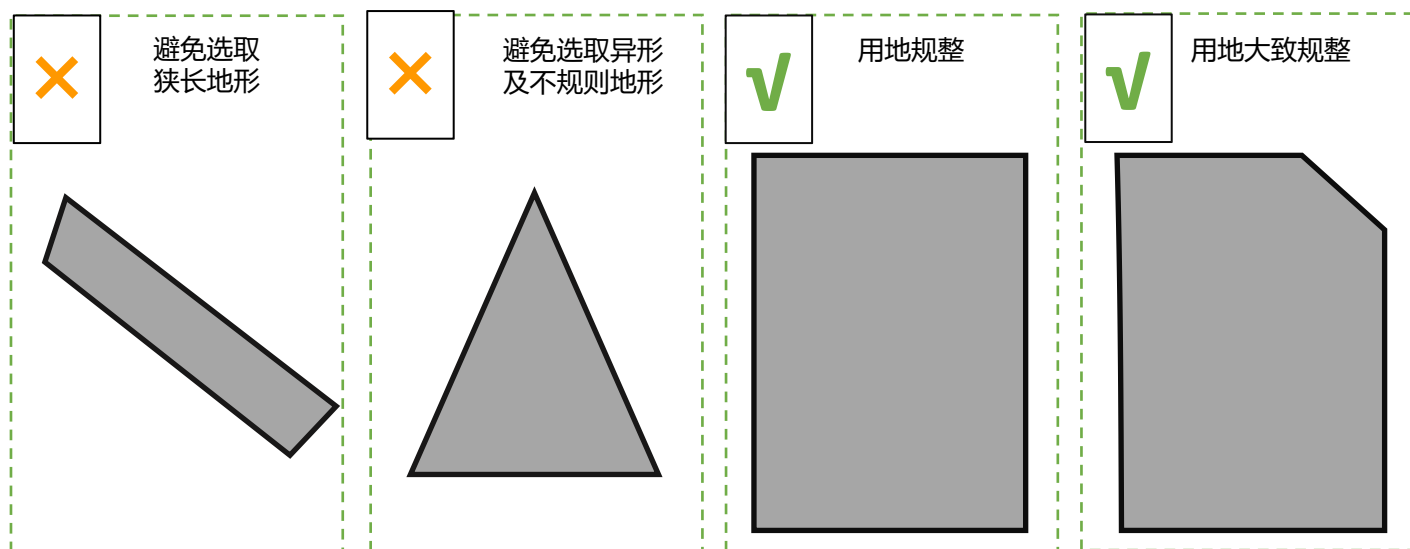 避免选取
狭长地形
避免选取异形
及不规则地形
用地规整
√
用地大致规整
√